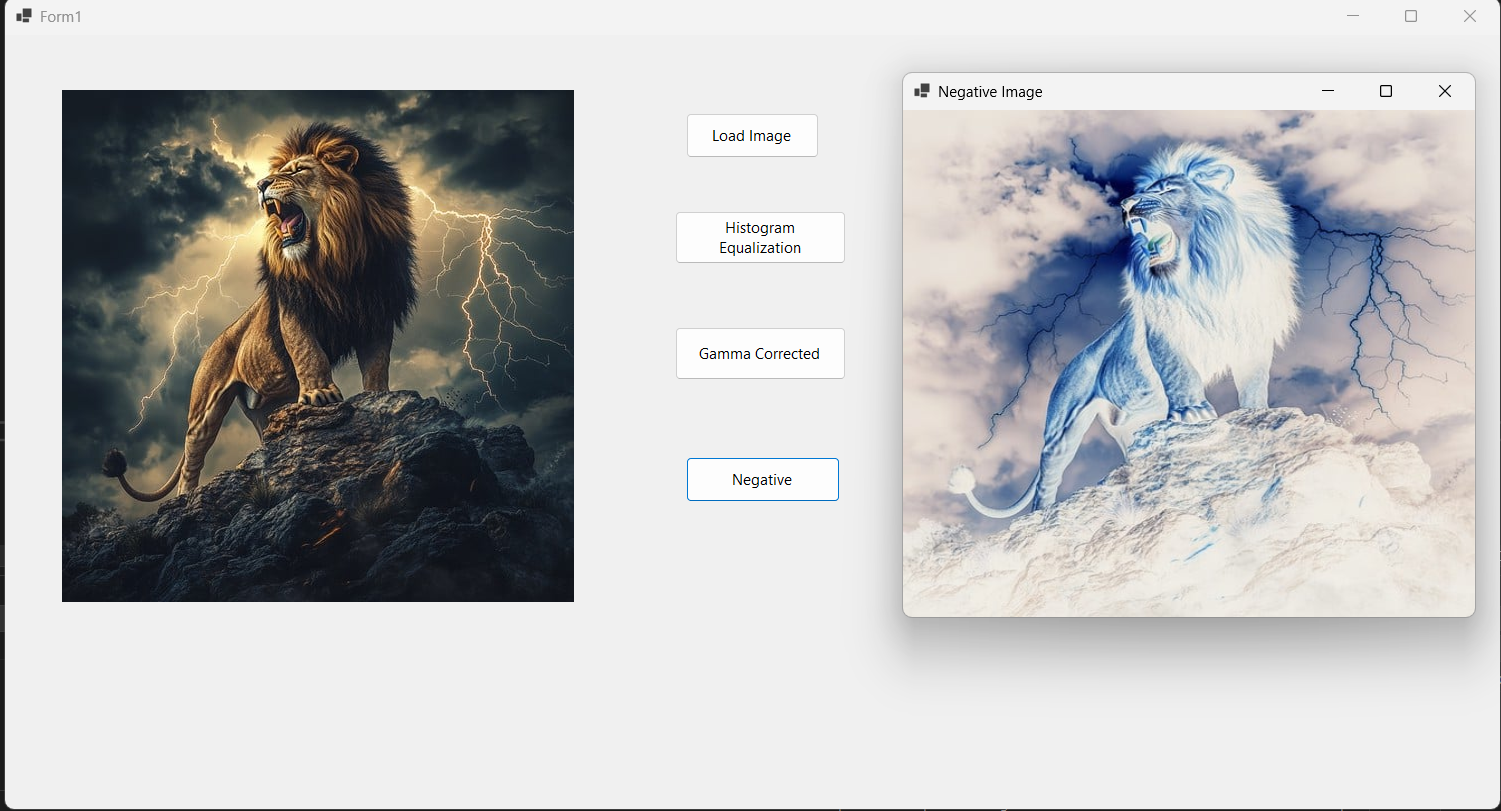 Form1
Negative Image
Load Image
Histogram
Equalization
Gamma Corrected
Negative